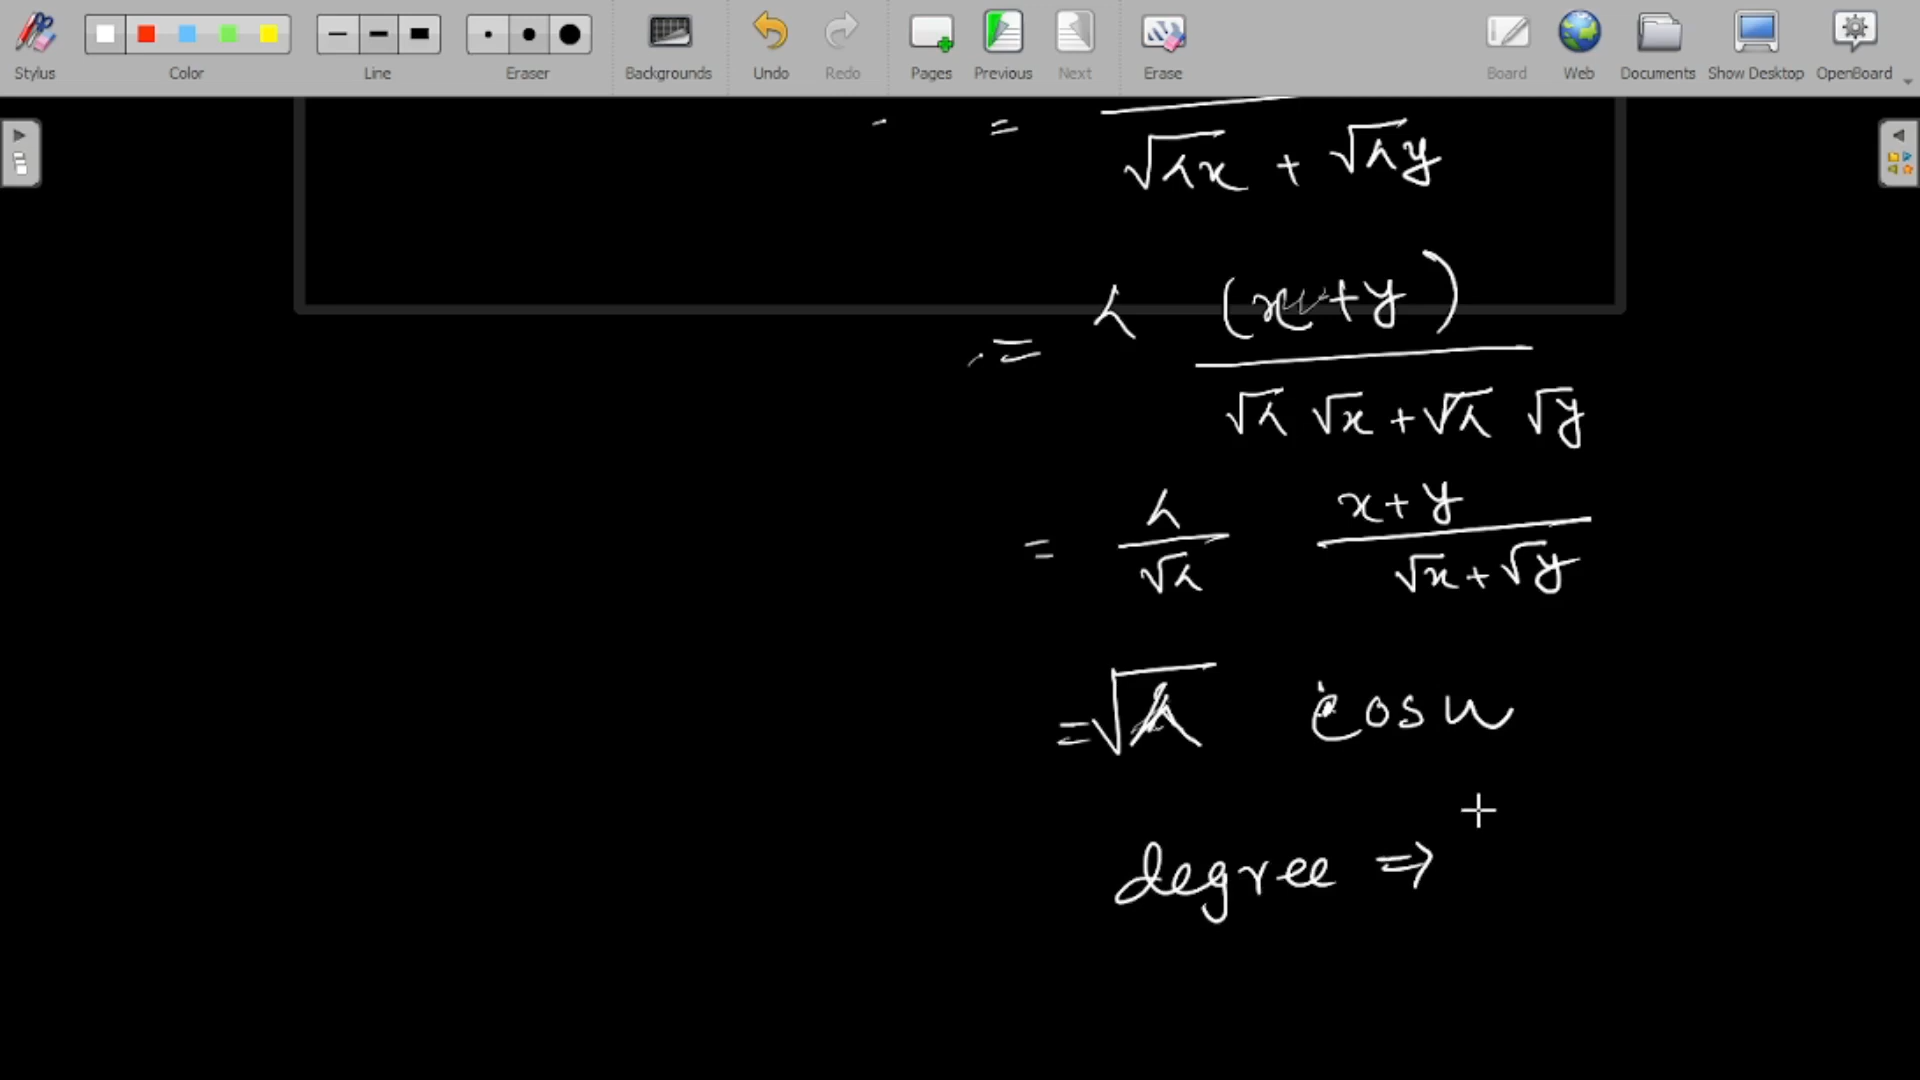 Stylus Color Line Eraser Backgrounds Undo Redo Pages Previous Next Erase Board Web Documents Show Desktop OpenBoard
=
√λx + √λy
= λ (x+y)
√λ √x + √λ √y
= λ x+y
√λ √x + √y
= √λ cos u
degree ⇒